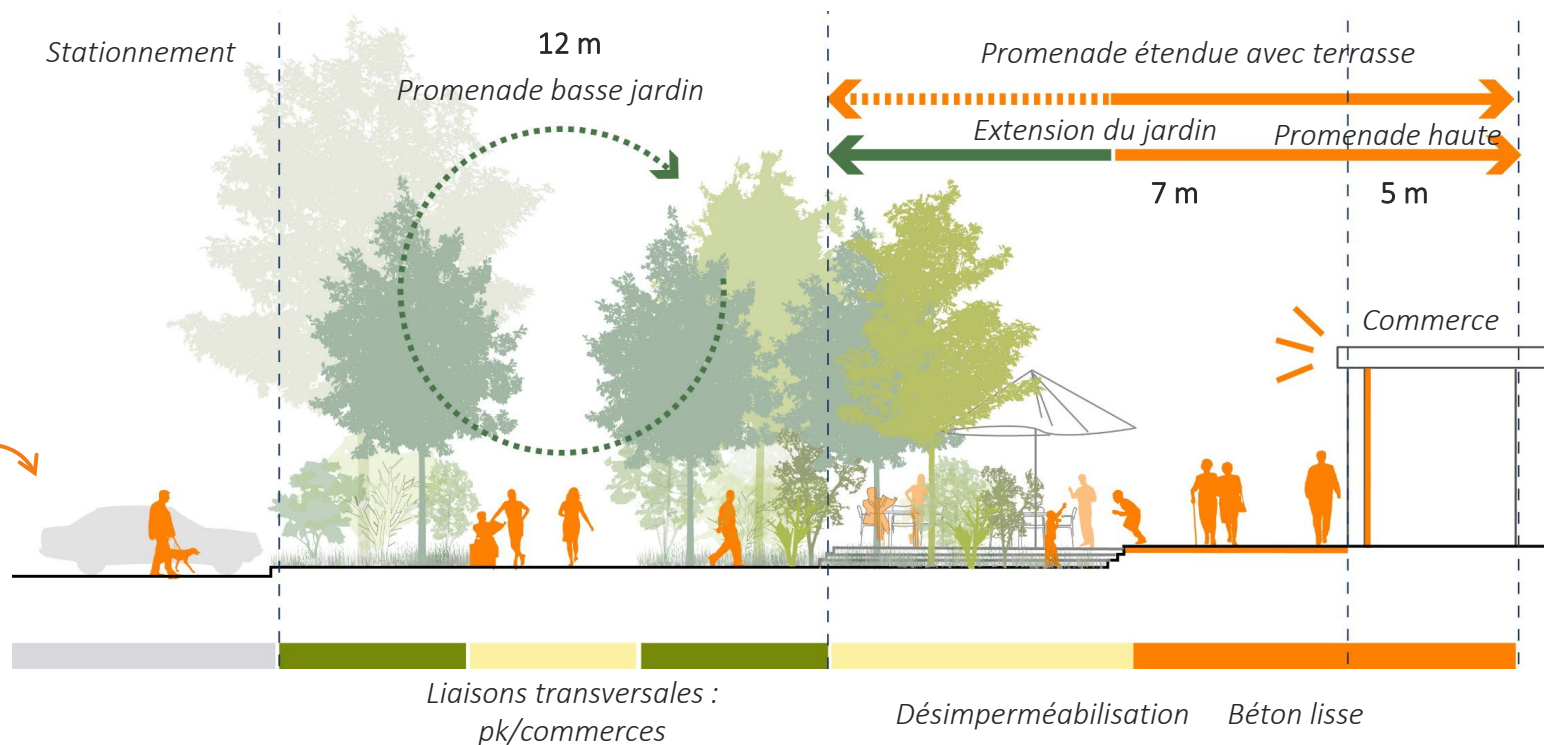 Stationnement
12 m
Promenade basse jardin
Promenade étendue avec terrasse
Extension du jardin
Promenade haute
7 m
5 m
Commerce
Liaisons transversales :
pk/commerces
Désimperméabilisation
Béton lisse